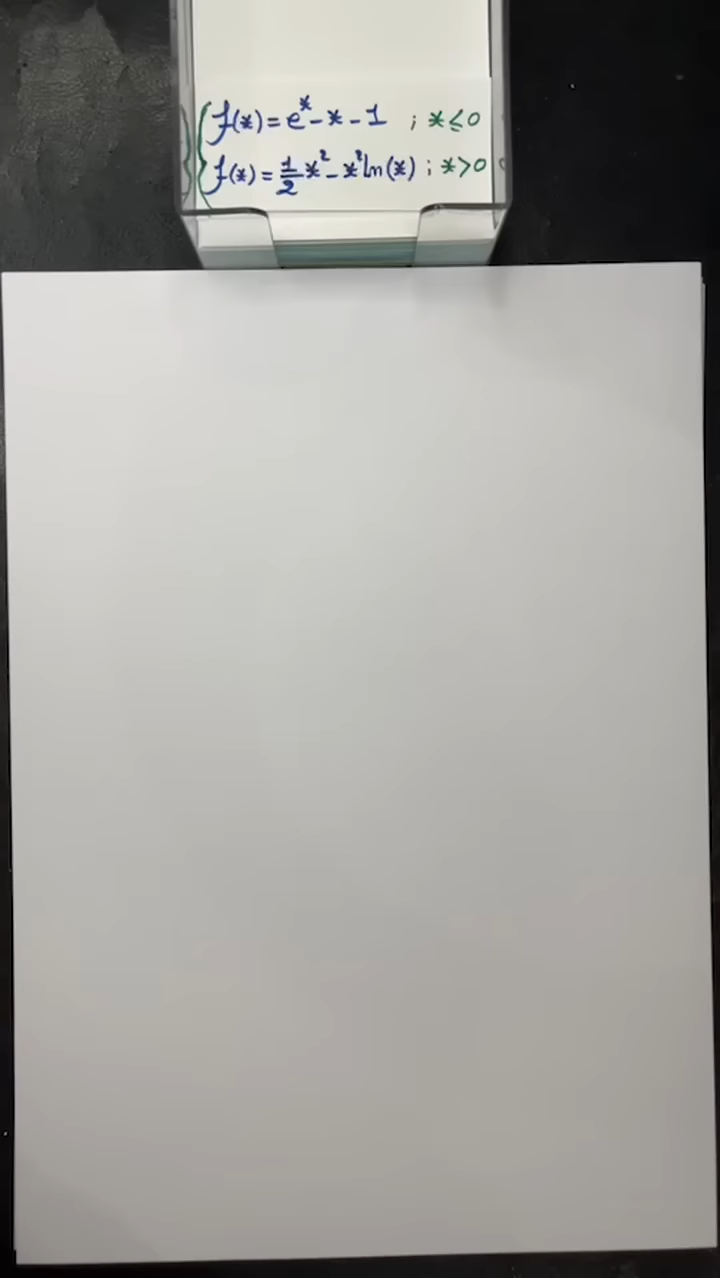 f(x) = e^x - x - 1 ; x ≤ 0
f(x) = 1/2 x² - x² ln(x) ; x > 0